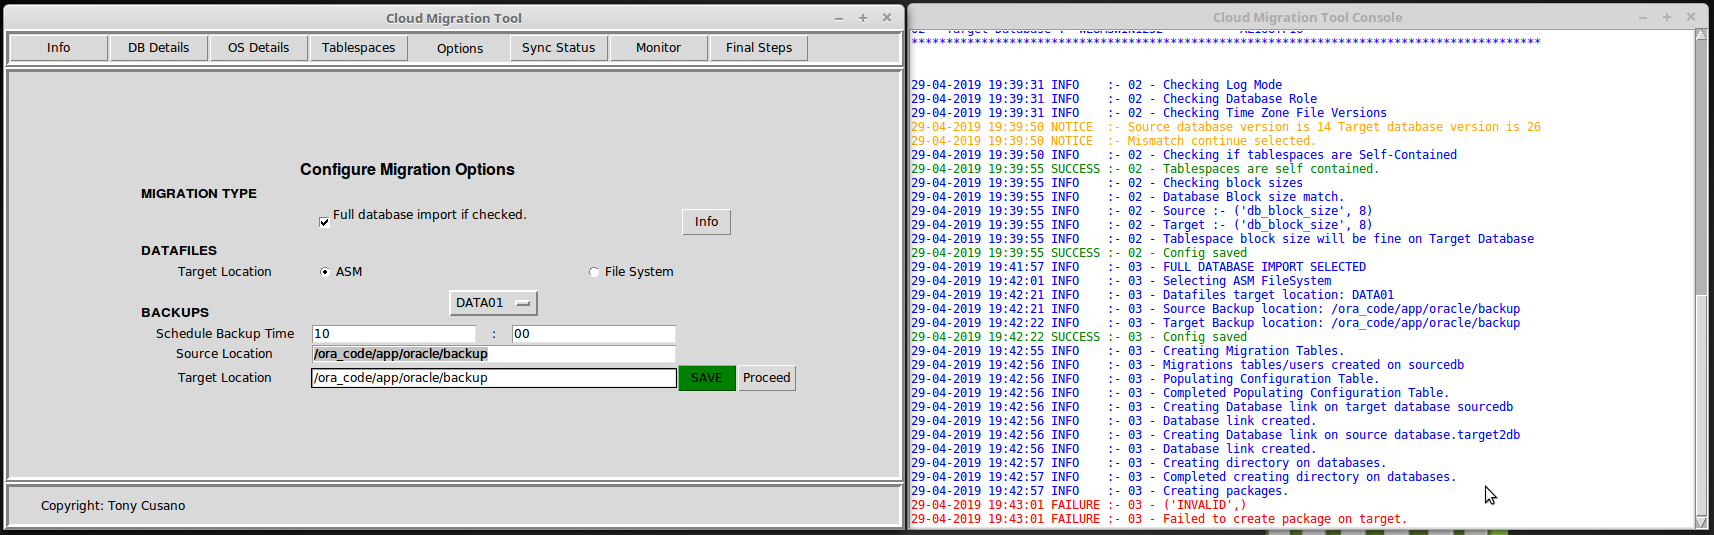 Cloud Migration Tool
Info DB Details OS Details Tablespaces Options Sync Status Monitor Final Steps
Configure Migration Options
MIGRATION TYPE
Full database import if checked.
Info
DATAFILES
Target Location ASM File System
DATA01
BACKUPS
Schedule Backup Time 10 : 00
Source Location /ora_code/app/oracle/backup
Target Location /ora_code/app/oracle/backup SAVE Proceed
Copyright: Tony Cusano
Cloud Migration Tool Console
*******************************************************************************************
29-04-2019 19:39:31 INFO    :- 02 - Checking Log Mode
29-04-2019 19:39:31 INFO    :- 02 - Checking Database Role
29-04-2019 19:39:31 INFO    :- 02 - Checking Time Zone File Versions
29-04-2019 19:39:50 NOTICE  :- Source database version is 14 Target database version is 26
29-04-2019 19:39:50 NOTICE  :- Mismatch continue selected.
29-04-2019 19:39:50 INFO    :- 02 - Checking if tablespaces are Self-Contained
29-04-2019 19:39:55 SUCCESS :- 02 - Tablespaces are self contained.
29-04-2019 19:39:55 INFO    :- 02 - Checking block sizes
29-04-2019 19:39:55 INFO    :- 02 - Database Block size match.
29-04-2019 19:39:55 INFO    :- 02 - Source :- ('db_block_size', 8)
29-04-2019 19:39:55 INFO    :- 02 - Target :- ('db_block_size', 8)
29-04-2019 19:39:55 INFO    :- 02 - Tablespace block size will be fine on Target Database
29-04-2019 19:39:55 SUCCESS :- 02 - Config saved
29-04-2019 19:41:57 INFO    :- 03 - FULL DATABASE IMPORT SELECTED
29-04-2019 19:42:01 INFO    :- 03 - Selecting ASM FileSystem
29-04-2019 19:42:21 INFO    :- 03 - Datafiles target location: DATA01
29-04-2019 19:42:21 INFO    :- 03 - Source Backup location: /ora_code/app/oracle/backup
29-04-2019 19:42:22 INFO    :- 03 - Target Backup location: /ora_code/app/oracle/backup
29-04-2019 19:42:22 SUCCESS :- 03 - Config saved
29-04-2019 19:42:55 INFO    :- 03 - Creating Migration Tables.
29-04-2019 19:42:56 INFO    :- 03 - Migrations tables/users created on sourcedb
29-04-2019 19:42:56 INFO    :- 03 - Populating Configuration Table.
29-04-2019 19:42:56 INFO    :- 03 - Completed Populating Configuration Table.
29-04-2019 19:42:56 INFO    :- 03 - Creating Database link on target database sourcedb
29-04-2019 19:42:56 INFO    :- 03 - Database link created.
29-04-2019 19:42:56 INFO    :- 03 - Creating Database link on source database.target2db
29-04-2019 19:42:56 INFO    :- 03 - Database link created.
29-04-2019 19:42:57 INFO    :- 03 - Creating directory on databases.
29-04-2019 19:42:57 INFO    :- 03 - Completed creating directory on databases.
29-04-2019 19:42:57 INFO    :- 03 - Creating packages.
29-04-2019 19:43:01 FAILURE :- 03 - ('INVALID',)
29-04-2019 19:43:01 FAILURE :- 03 - Failed to create package on target.